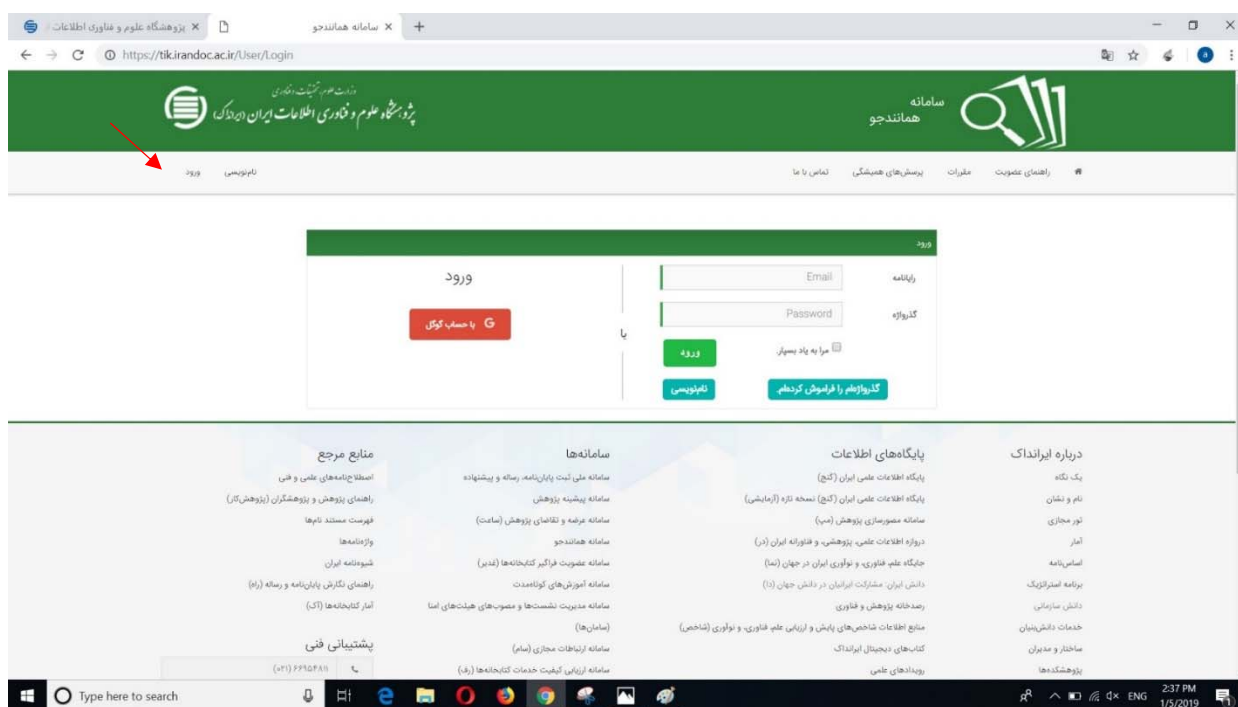 پژوهشگاه علوم و فناوری اطلاعات
سامانه همانندجو
https://tik.irandoc.ac.ir/User/Login
سامانه
همانندجو
وزارت علوم، تحقیقات و فناوری
پژوهشگاه علوم و فناوری اطلاعات ایران (ایرانداک)
راهنمای عضویت
مقررات
پرسش‌های همیشگی
تماس با ما
نام‌نویسی
ورود
ورود
رایانامه
Email
گذرواژه
Password
مرا به یاد بسپار.
ورود
گذرواژه‌ام را فراموش کرده‌ام.
نام‌نویسی
یا
ورود
با حساب گوگل G
درباره ایرانداک
یک نگاه
نام و نشان
تور مجازی
آمار
اساس‌نامه
برنامه استراتژیک
دانش سازمانی
خدمات دانش‌بنیان
ساختار و مدیران
پژوهشکده‌ها
پایگاه‌های اطلاعات
پایگاه اطلاعات علمی ایران (گنج)
پایگاه اطلاعات علمی ایران (گنج) نسخه تازه (آزمایشی)
سامانه مصورسازی پژوهش (مپ)
دروازه اطلاعات علمی، پژوهشی، و فناورانه ایران (در)
جایگاه علم، فناوری، و نوآوری ایران در جهان (نما)
دانش ایران: مشارکت ایرانیان در دانش جهان (دا)
رصدخانه پژوهش و فناوری
منابع اطلاعات شاخص‌های پایش و ارزیابی علم، فناوری، و نوآوری (شاخص)
کتاب‌های دیجیتال ایرانداک
رویدادهای علمی
سامانه‌ها
سامانه ملی ثبت پایان‌نامه، رساله و پیشنهاده
سامانه پیشینه پژوهش
سامانه عرضه و تقاضای پژوهش (ساعت)
سامانه همانندجو
سامانه عضویت فراگیر کتابخانه‌ها (غدیر)
سامانه آموزش‌های کوتاه‌مدت
سامانه مدیریت نشست‌ها و مصوب‌های هیئت‌های امنا
(سامان‌ها)
سامانه ارتباطات مجازی (سام)
سامانه ارزیابی کیفیت خدمات کتابخانه‌ها (رف)
منابع مرجع
اصطلاح‌نامه‌های علمی و فنی
راهنمای پژوهش و پژوهشگران (پژوهش‌کار)
فهرست مستند نام‌ها
واژه‌نامه‌ها
شیوه‌نامه ایران
راهنمای نگارش پایان‌نامه و رساله (راه)
آمار کتابخانه‌ها (آک)
پشتیبانی فنی
Type here to search
ENG
2:37 PM
1/5/2019